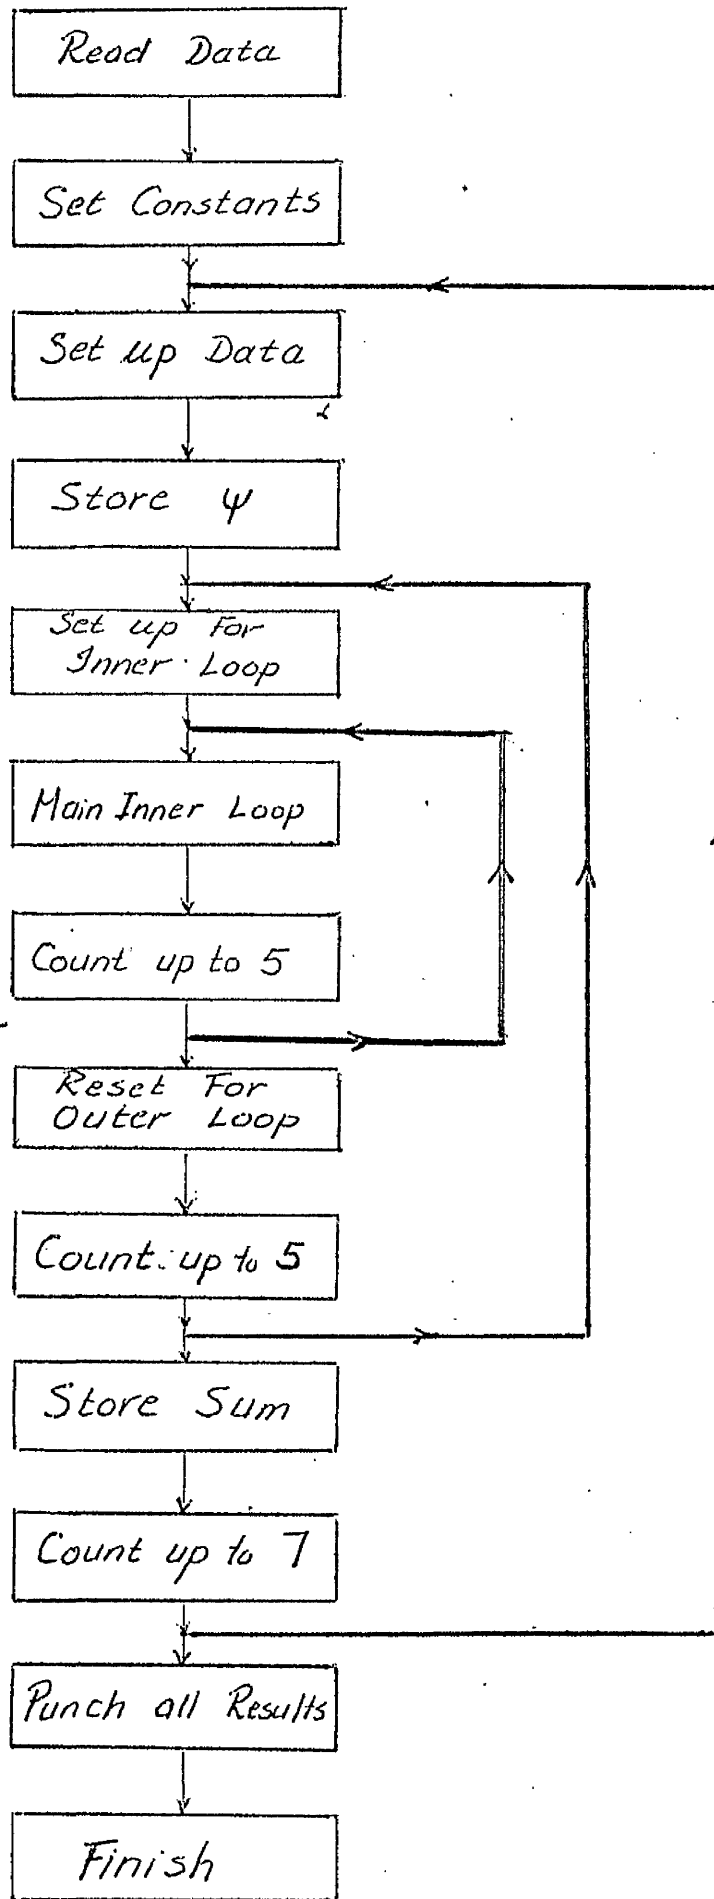 Read Data
Set Constants
Set up Data
Store ψ
Set up For
Inner Loop
Main Inner Loop
Count up to 5
Reset For
Outer Loop
Count up to 5
Store Sum
Count up to 7
Punch all Results
Finish